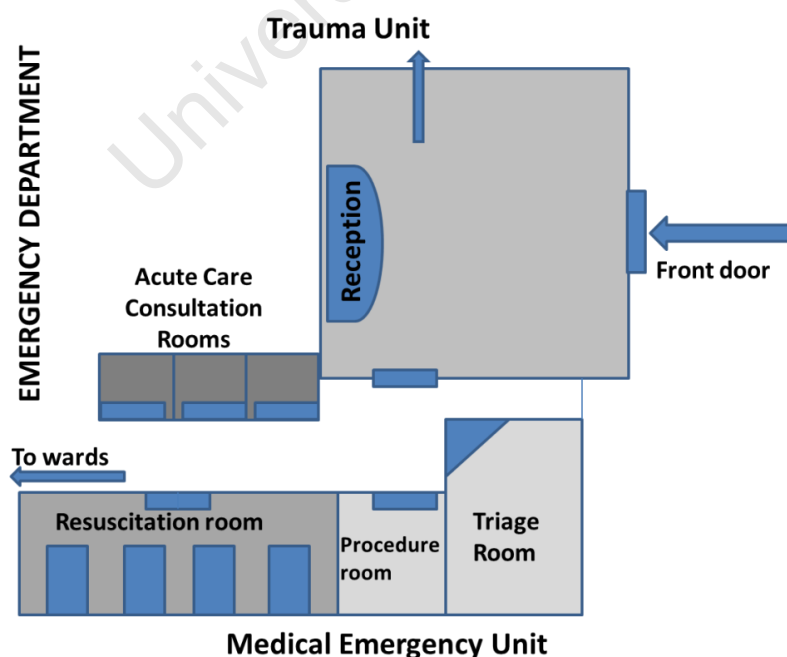 Univer
Trauma Unit
EMERGENCY DEPARTMENT
Reception
Front door
Acute Care
Consultation
Rooms
To wards
Resuscitation room
Procedure
room
Triage
Room
Medical Emergency Unit